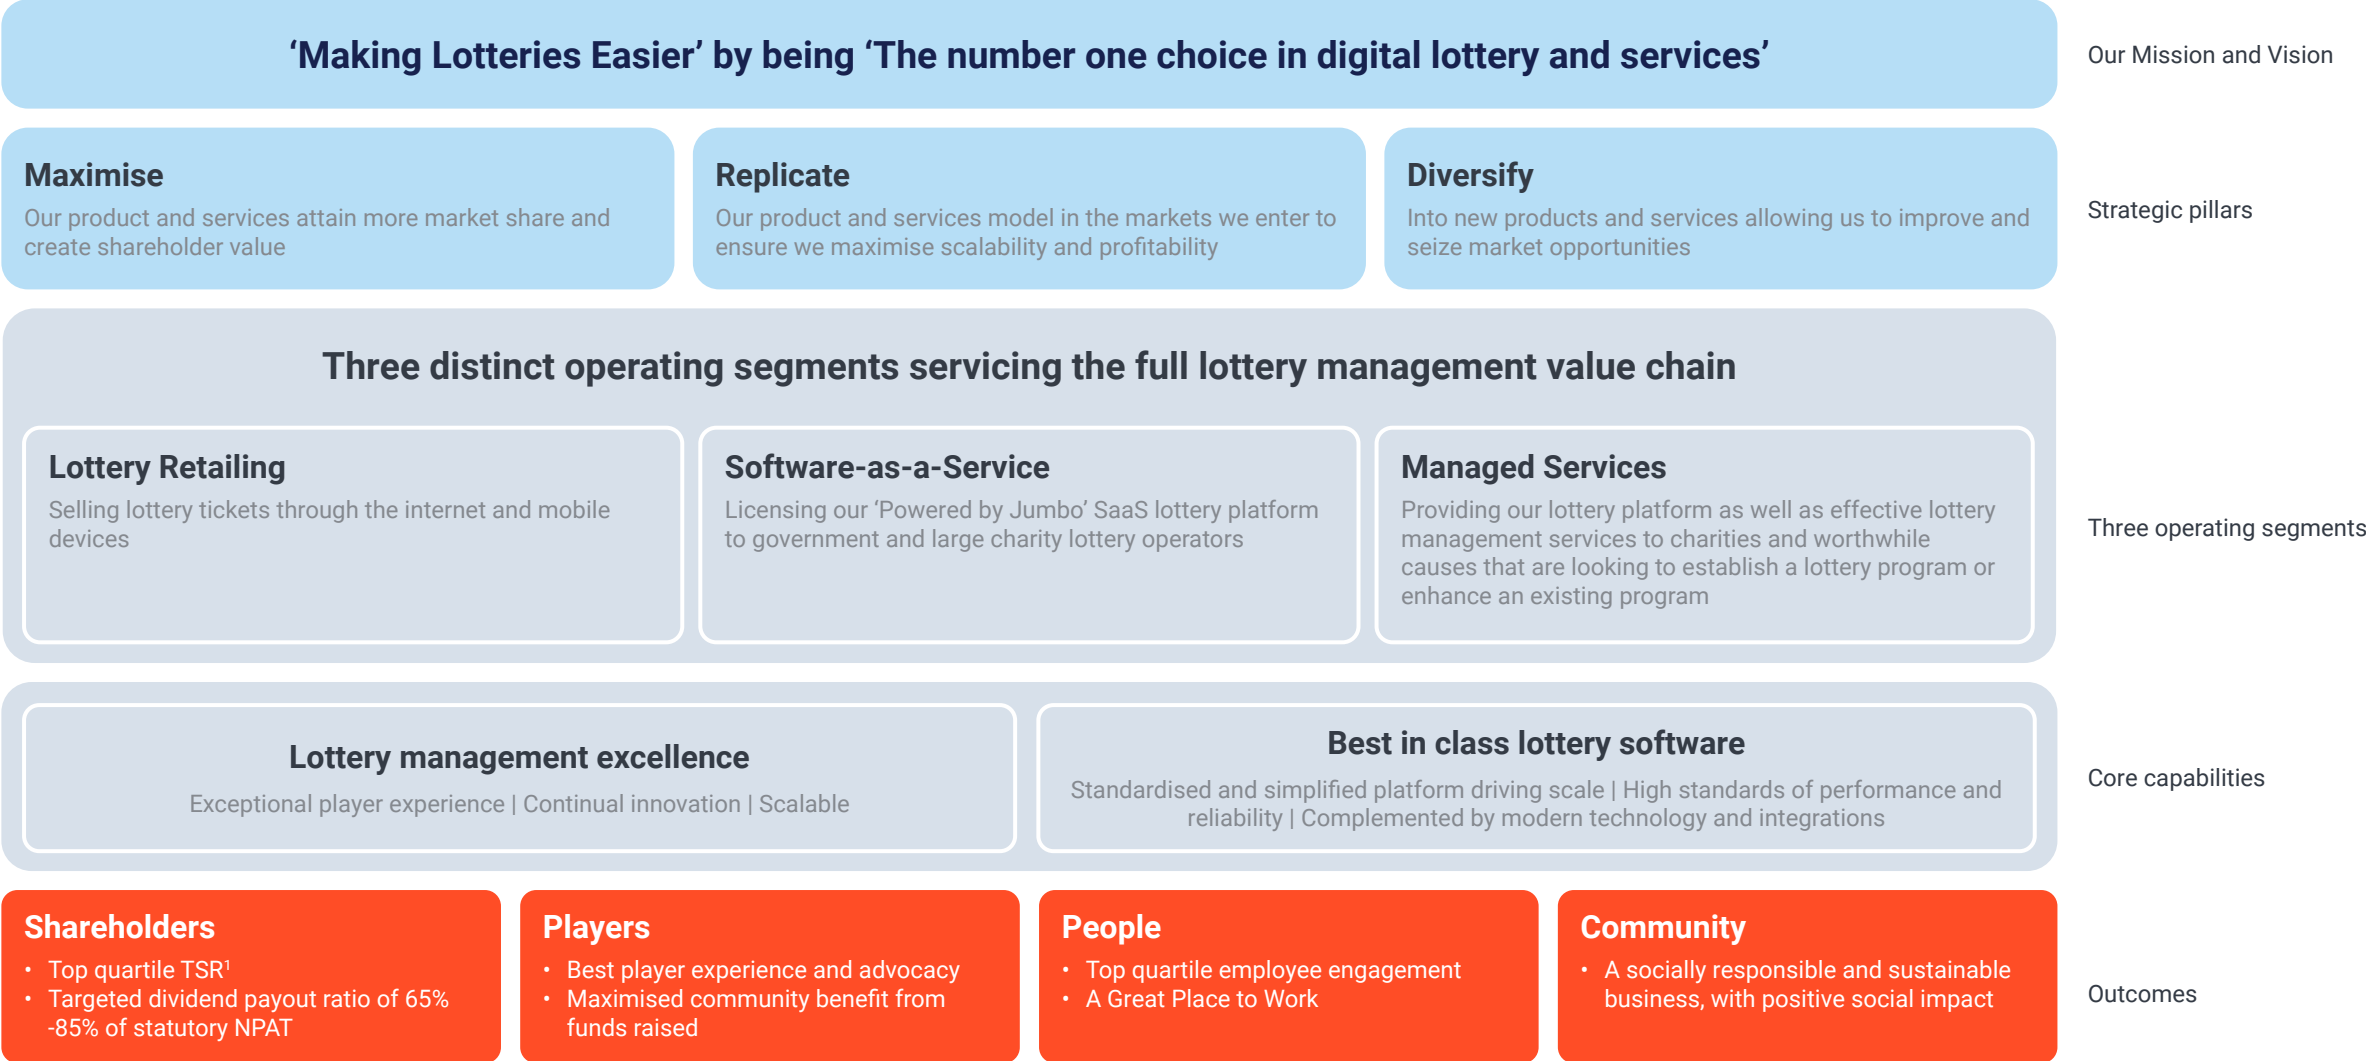 ‘Making Lotteries Easier’ by being ‘The number one choice in digital lottery and services’
Our Mission and Vision
Maximise
Our product and services attain more market share and
create shareholder value
Replicate
Our product and services model in the markets we enter to
ensure we maximise scalability and profitability
Diversify
Into new products and services allowing us to improve and
seize market opportunities
Strategic pillars
Three distinct operating segments servicing the full lottery management value chain
Lottery Retailing
Selling lottery tickets through the internet and mobile
devices
Software-as-a-Service
Licensing our ‘Powered by Jumbo’ SaaS lottery platform
to government and large charity lottery operators
Managed Services
Providing our lottery platform as well as effective lottery
management services to charities and worthwhile
causes that are looking to establish a lottery program or
enhance an existing program
Three operating segments
Lottery management excellence
Exceptional player experience | Continual innovation | Scalable
Best in class lottery software
Standardised and simplified platform driving scale | High standards of performance and
reliability | Complemented by modern technology and integrations
Core capabilities
Shareholders
• Top quartile TSR¹
• Targeted dividend payout ratio of 65%
-85% of statutory NPAT
Players
• Best player experience and advocacy
• Maximised community benefit from
funds raised
People
• Top quartile employee engagement
• A Great Place to Work
Community
• A socially responsible and sustainable
business, with positive social impact
Outcomes